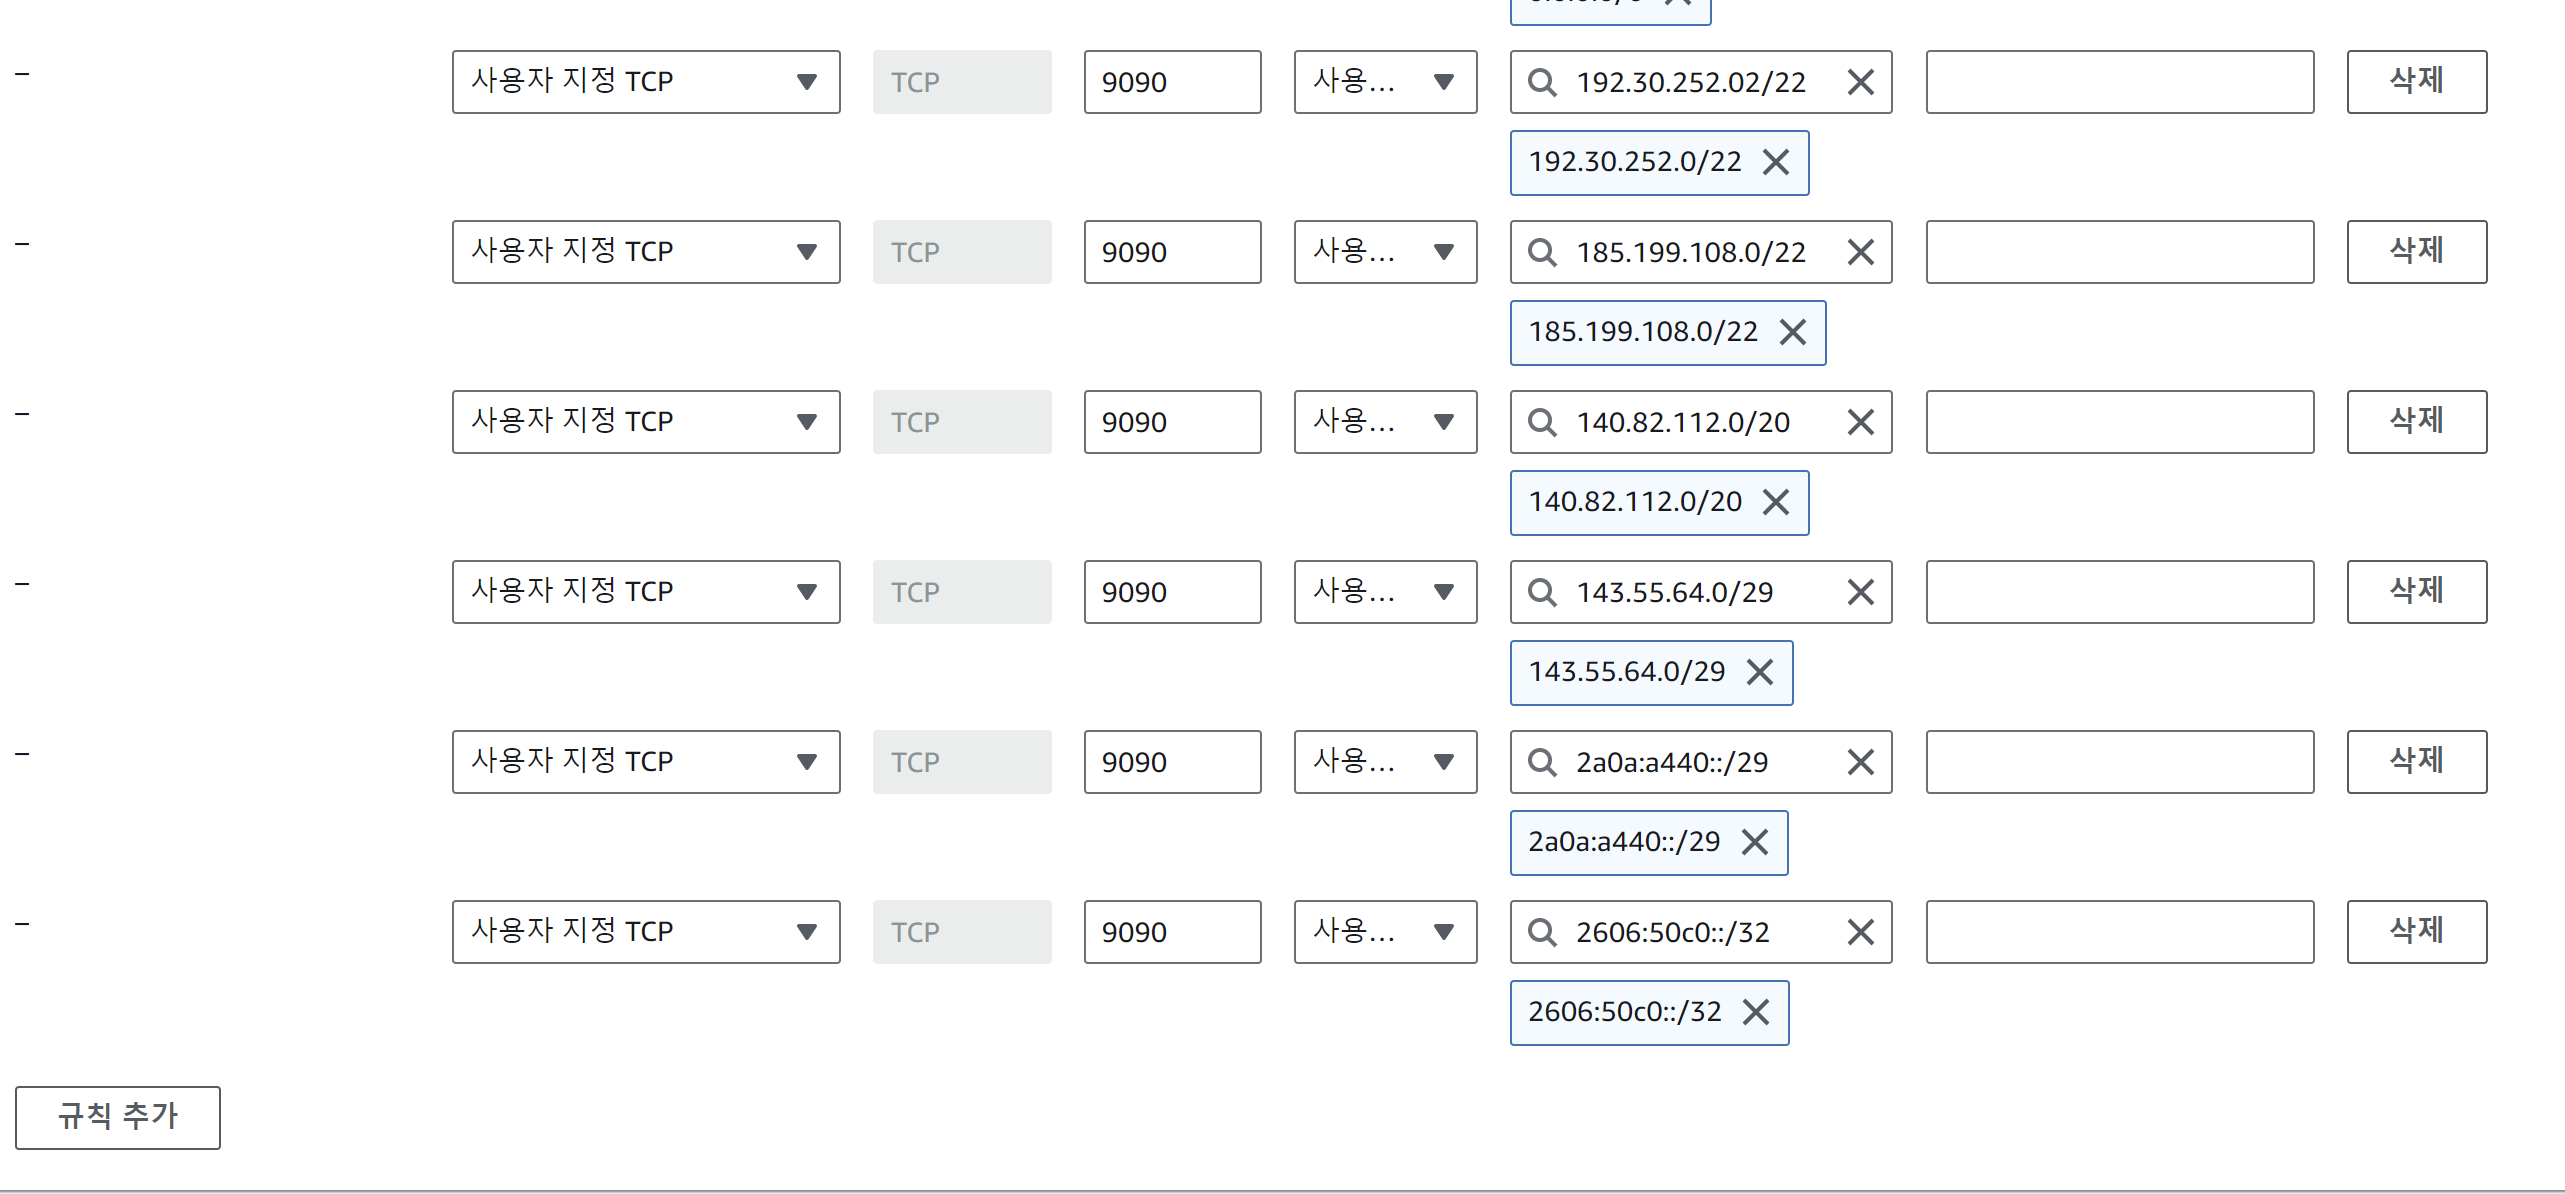 – 사용자 지정 TCP TCP 9090 사용... 192.30.252.02/22 삭제
192.30.252.0/22
– 사용자 지정 TCP TCP 9090 사용... 185.199.108.0/22 삭제
185.199.108.0/22
– 사용자 지정 TCP TCP 9090 사용... 140.82.112.0/20 삭제
140.82.112.0/20
– 사용자 지정 TCP TCP 9090 사용... 143.55.64.0/29 삭제
143.55.64.0/29
– 사용자 지정 TCP TCP 9090 사용... 2a0a:a440::/29 삭제
2a0a:a440::/29
– 사용자 지정 TCP TCP 9090 사용... 2606:50c0::/32 삭제
2606:50c0::/32
규칙 추가